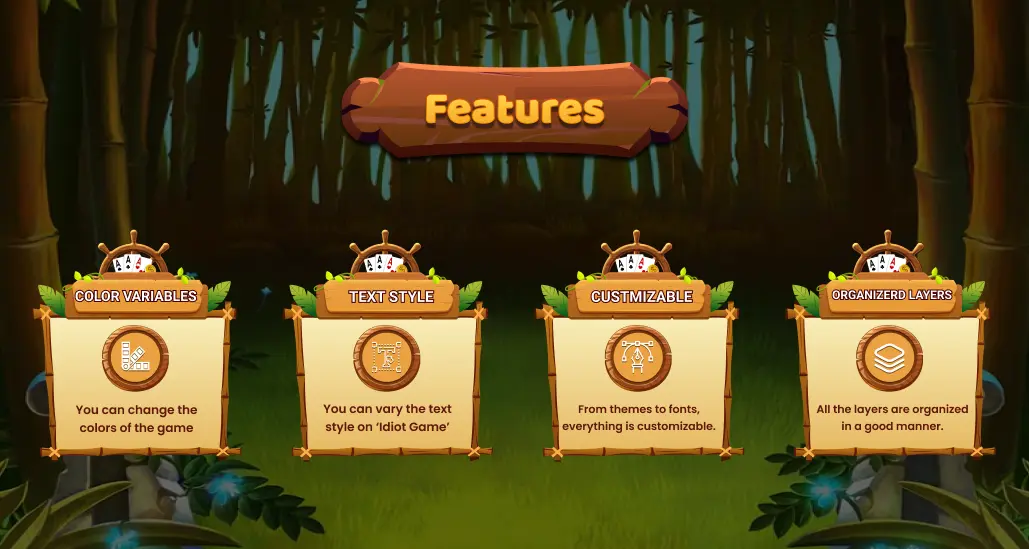 Features
COLOR VARIABLES
You can change the
colors of the game
TEXT STYLE
You can vary the text
style on ‘Idiot Game’
CUSTMIZABLE
From themes to fonts,
everything is customizable.
ORGANIZERD LAYERS
All the layers are organized
in a good manner.